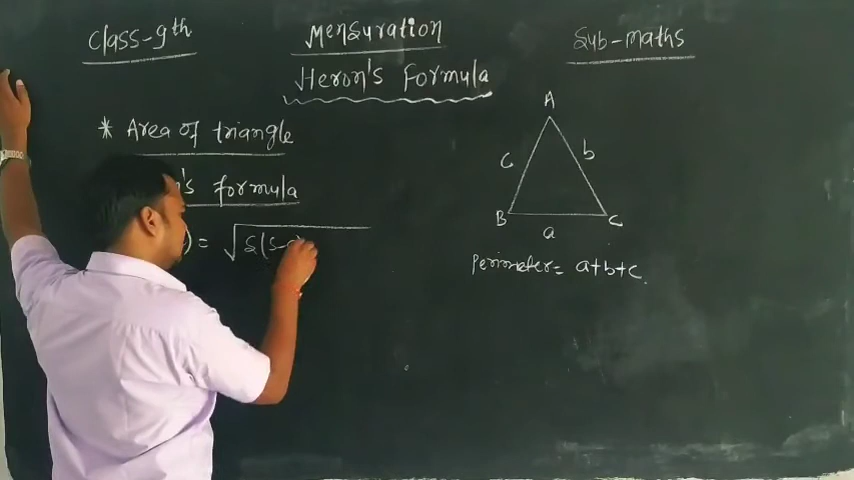 Class-9th
Mensuration
Sub-maths
Heron's Formula
* Area of triangle
's formula
) = √S(S-
A
c
b
B
C
a
Perimeter= a+b+c.